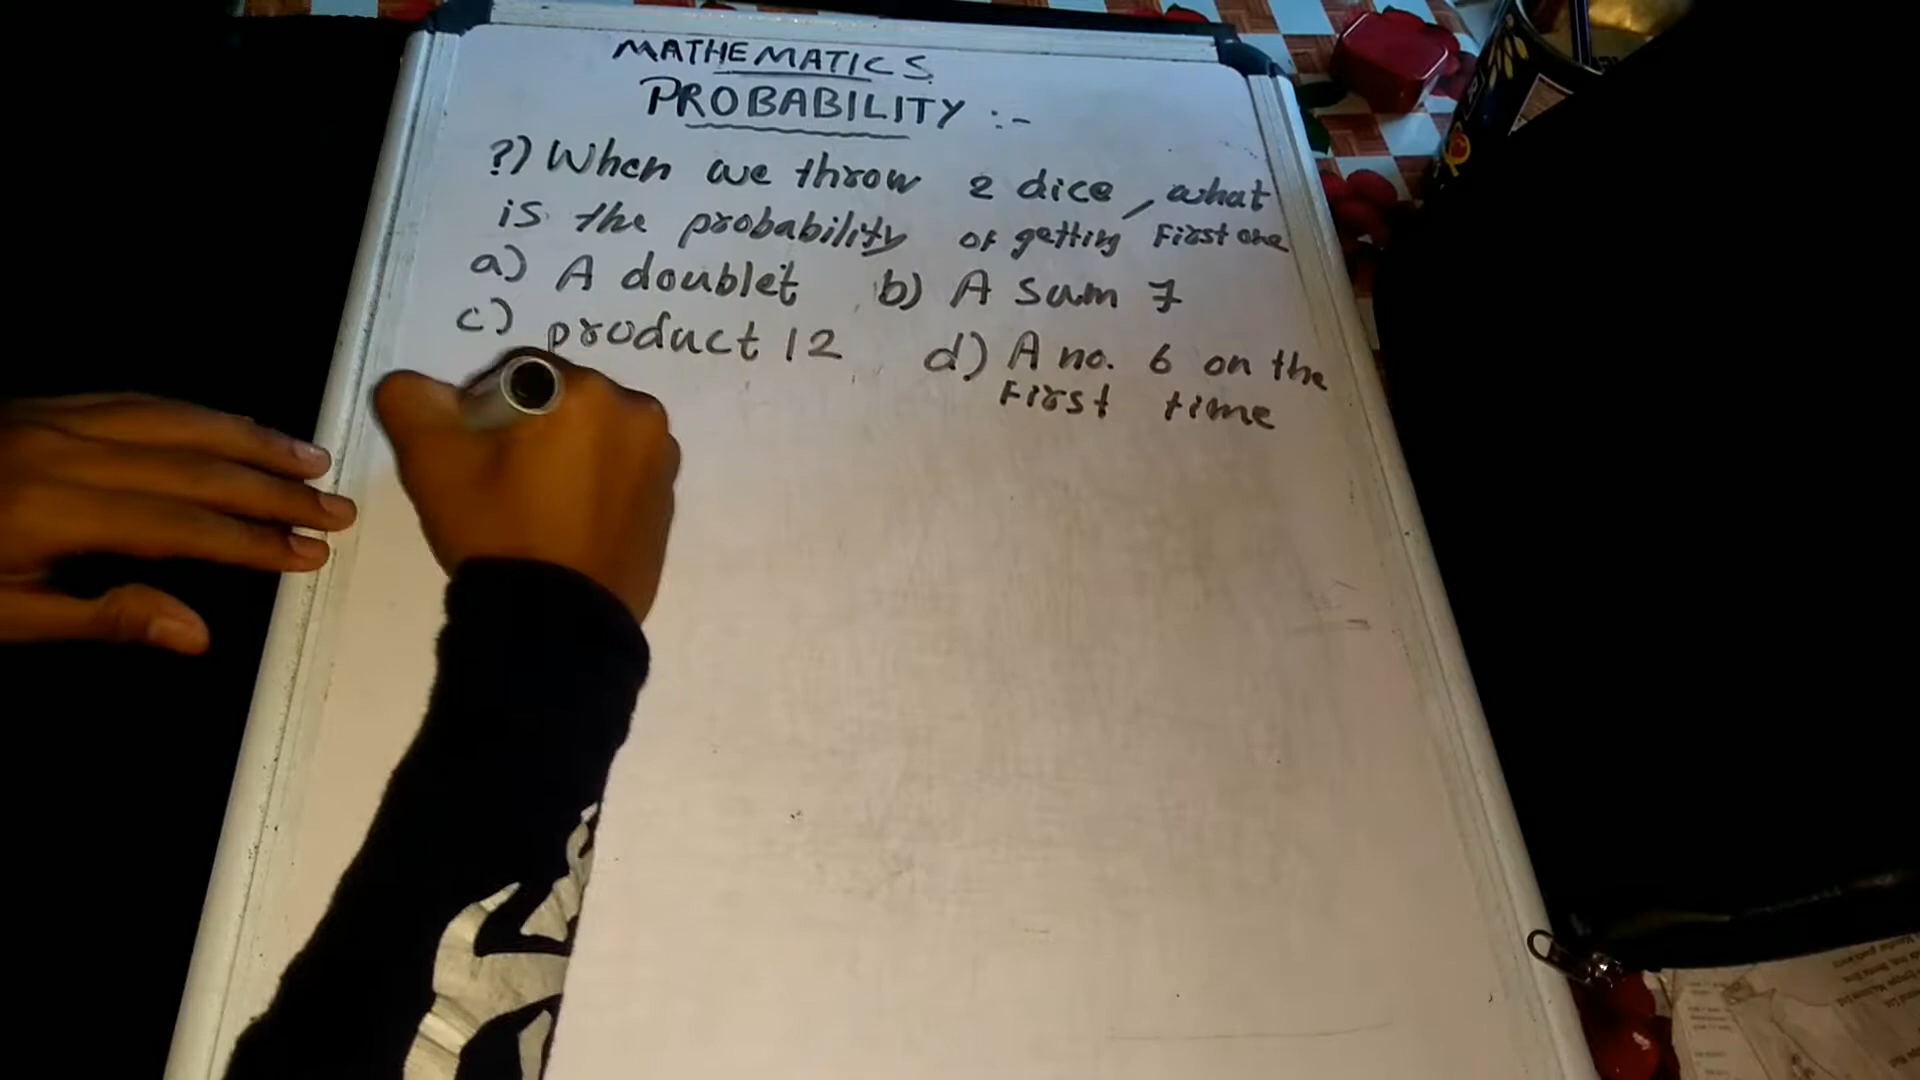 MATHEMATICS
PROBABILITY :-
?) When we throw 2 dice, what
is the probability of getting First one
a) A doublet b) A sum 7
c) product 12 d) A no. 6 on the
First time